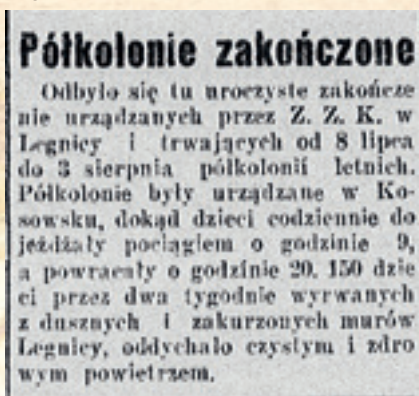 Półkolonie zakończone
Odbyło się tu uroczyste zakończe
nie urządzanych przez Z. Z. K. w
Legnicy i trwających od 8 lipca
do 3 sierpnia półkolonii letnich.
Półkolonie były urządzane w Ko-
sowsku, dokąd dzieci codziennie do
jeżdżały pociągiem o godzinie 9,
a powracały o godzinie 20. 150 dzie
ci przez dwa tygodnie wyrwanych
z dusznych i zakurzonych murów
Legnicy, oddychało czystym i zdro
wym powietrzem.